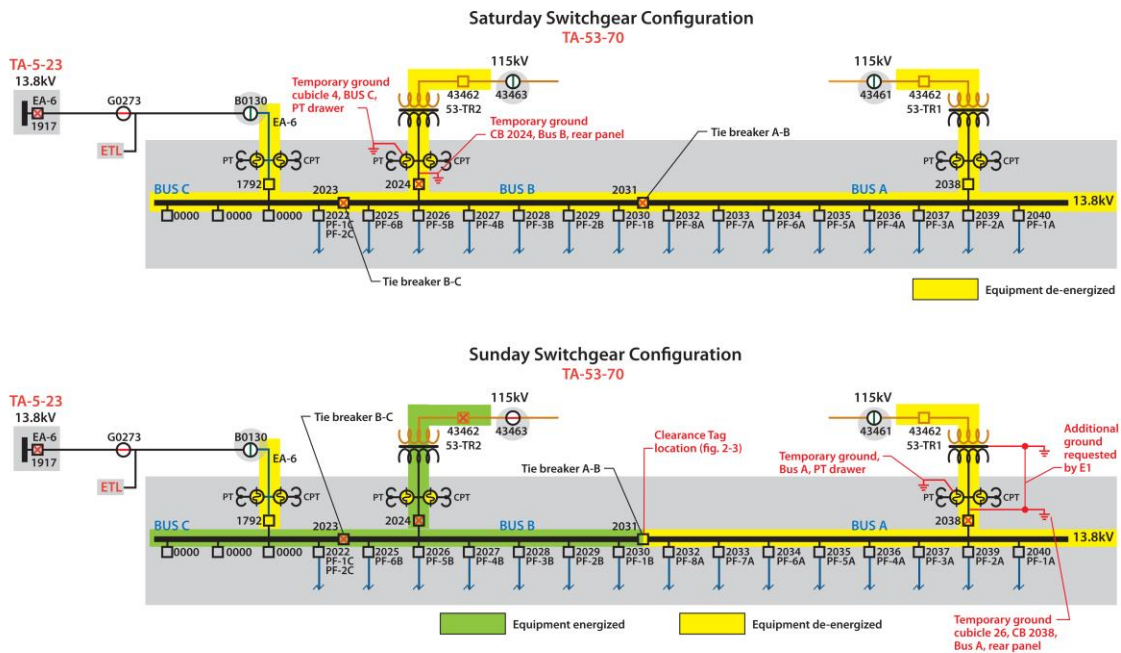 Saturday Switchgear Configuration
TA-53-70
TA-5-23
13.8kV
EA-6
1917
G0273
ETL
B0130
EA-6
PT
CPT
1792
Temporary ground
cubicle 4, BUS C,
PT drawer
115kV
43462
43463
53-TR2
Temporary ground
CB 2024, Bus B, rear panel
PT
CPT
2024
Tie breaker A-B
115kV
43461
43462
53-TR1
PT
CPT
2038
BUS C
2023
BUS B
2031
BUS A
13.8kV
0000
0000
0000
2022
PF-1C
PF-2C
2025
PF-6B
2026
PF-5B
2027
PF-4B
2028
PF-3B
2029
PF-2B
2030
PF-1B
2032
PF-8A
2033
PF-7A
2034
PF-6A
2035
PF-5A
2036
PF-4A
2037
PF-3A
2039
PF-2A
2040
PF-1A
Tie breaker B-C
Equipment de-energized
Sunday Switchgear Configuration
TA-53-70
TA-5-23
13.8kV
EA-6
1917
G0273
ETL
B0130
EA-6
PT
CPT
1792
Tie breaker B-C
115kV
43462
43463
53-TR2
PT
CPT
2024
Clearance Tag
location (fig. 2-3)
Tie breaker A-B
115kV
43461
43462
53-TR1
Additional
ground
requested
by E1
Temporary ground,
Bus A, PT drawer
PT
CPT
2038
BUS C
2023
BUS B
2031
BUS A
13.8kV
0000
0000
0000
2022
PF-1C
PF-2C
2025
PF-6B
2026
PF-5B
2027
PF-4B
2028
PF-3B
2029
PF-2B
2030
PF-1B
2032
PF-8A
2033
PF-7A
2034
PF-6A
2035
PF-5A
2036
PF-4A
2037
PF-3A
2039
PF-2A
2040
PF-1A
Equipment energized
Equipment de-energized
Temporary ground
cubicle 26, CB 2038,
Bus A, rear panel